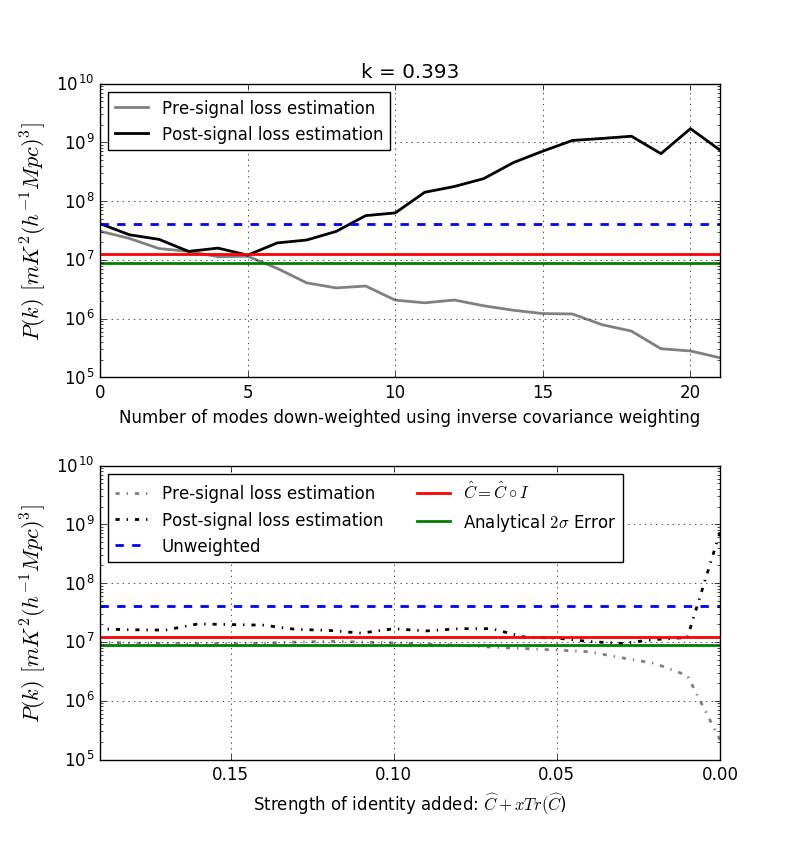 k = 0.393
10^10
10^9
10^8
10^7
10^6
10^5
P(k) [mK^2(h^{-1}Mpc)^3]
Pre-signal loss estimation
Post-signal loss estimation
0 5 10 15 20
Number of modes down-weighted using inverse covariance weighting
10^10
10^9
10^8
10^7
10^6
10^5
P(k) [mK^2(h^{-1}Mpc)^3]
Pre-signal loss estimation
Post-signal loss estimation
Unweighted
Ĉ = Ĉ ∘ I
Analytical 2σ Error
0.15 0.10 0.05 0.00
Strength of identity added: Ĉ + xTr(Ĉ)